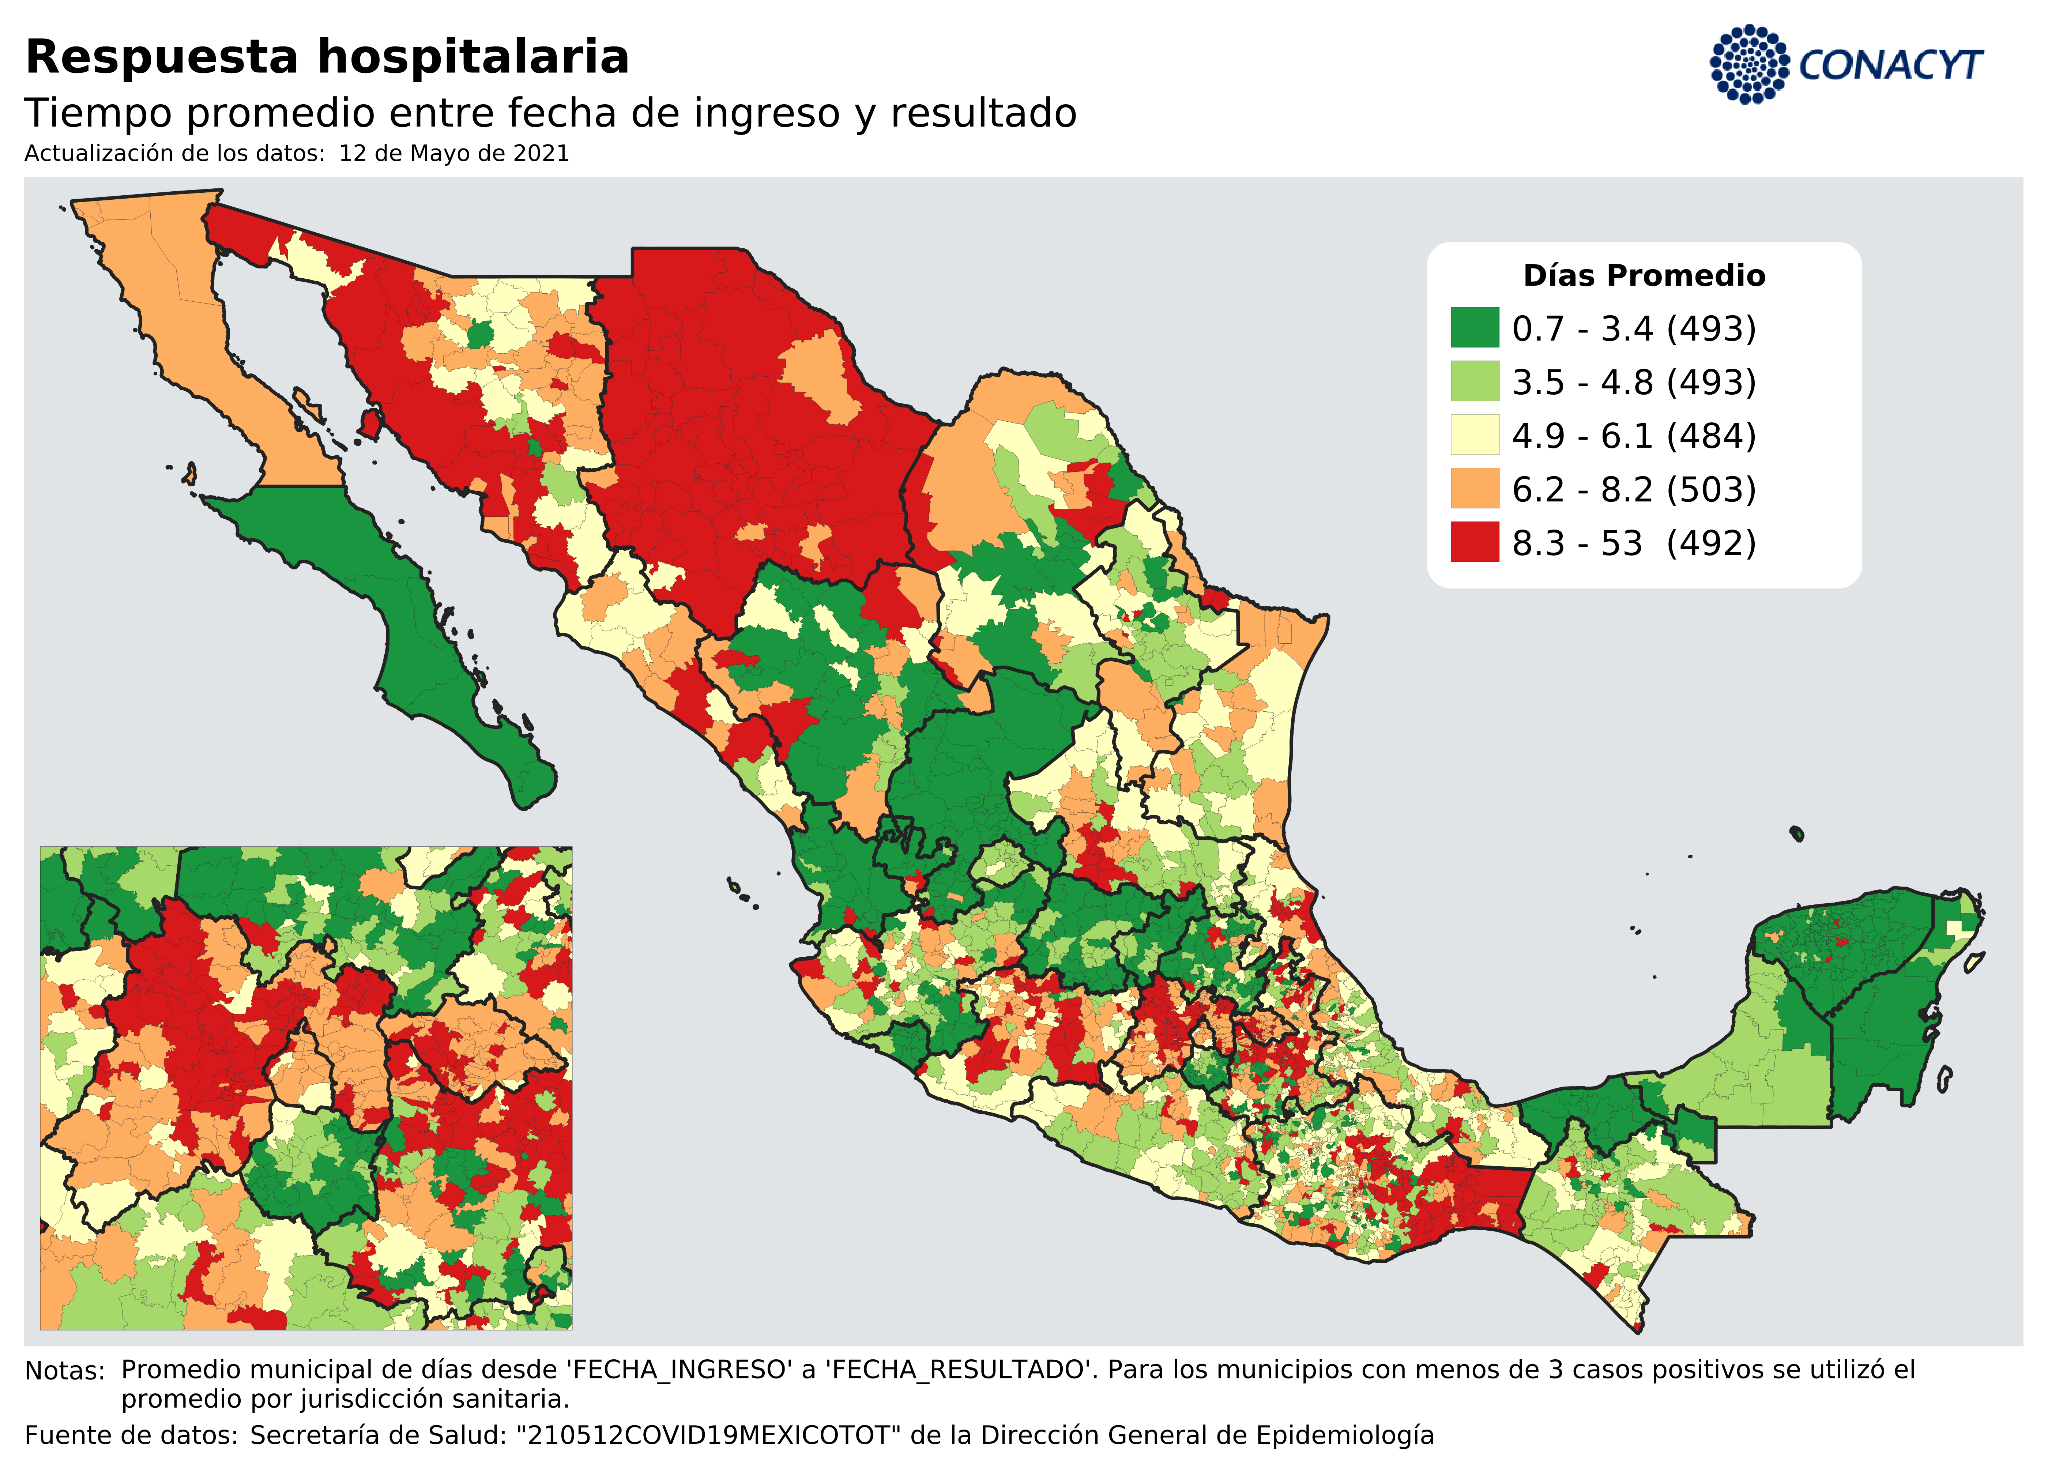 Respuesta hospitalaria
CONACYT
Tiempo promedio entre fecha de ingreso y resultado
Actualización de los datos: 12 de Mayo de 2021
Días Promedio
0.7 - 3.4 (493)
3.5 - 4.8 (493)
4.9 - 6.1 (484)
6.2 - 8.2 (503)
8.3 - 53 (492)
Notas: Promedio municipal de días desde 'FECHA_INGRESO' a 'FECHA_RESULTADO'. Para los municipios con menos de 3 casos positivos se utilizó el
promedio por jurisdicción sanitaria.
Fuente de datos: Secretaría de Salud: "210512COVID19MEXICOTOT" de la Dirección General de Epidemiología